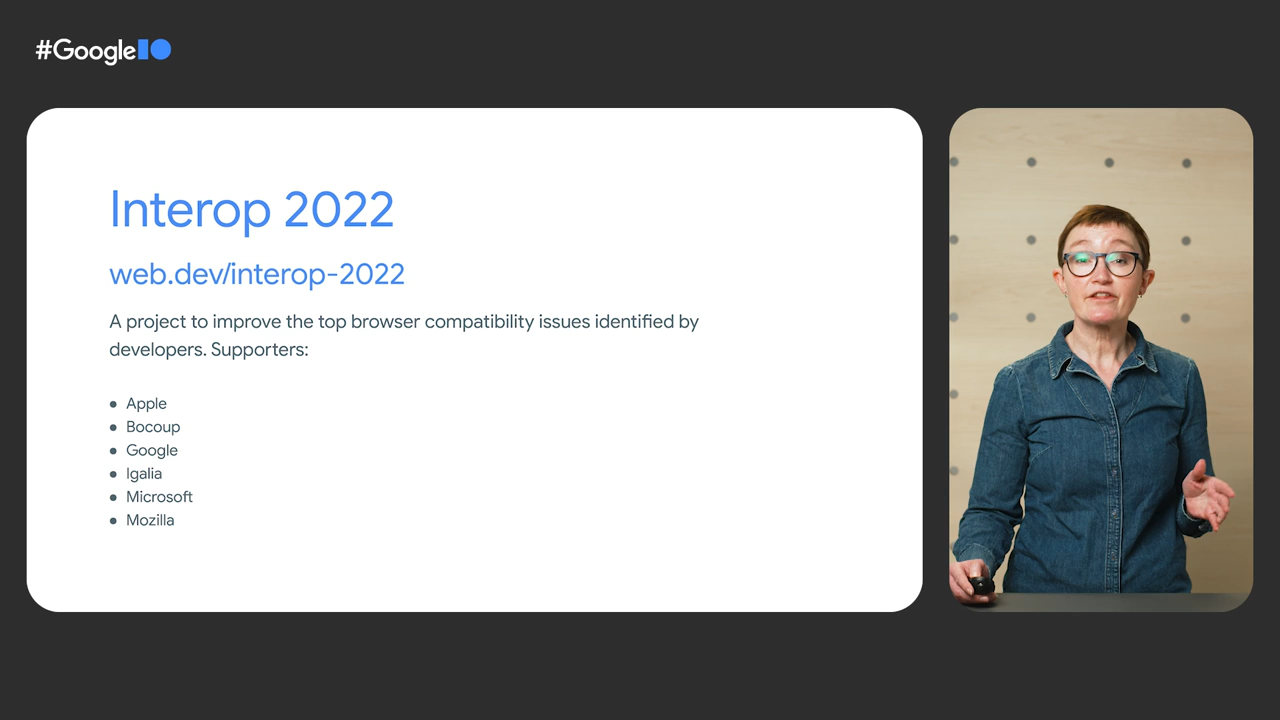 #GoogleIO
Interop 2022
web.dev/interop-2022
A project to improve the top browser compatibility issues identified by
developers. Supporters:
• Apple
• Bocoup
• Google
• Igalia
• Microsoft
• Mozilla